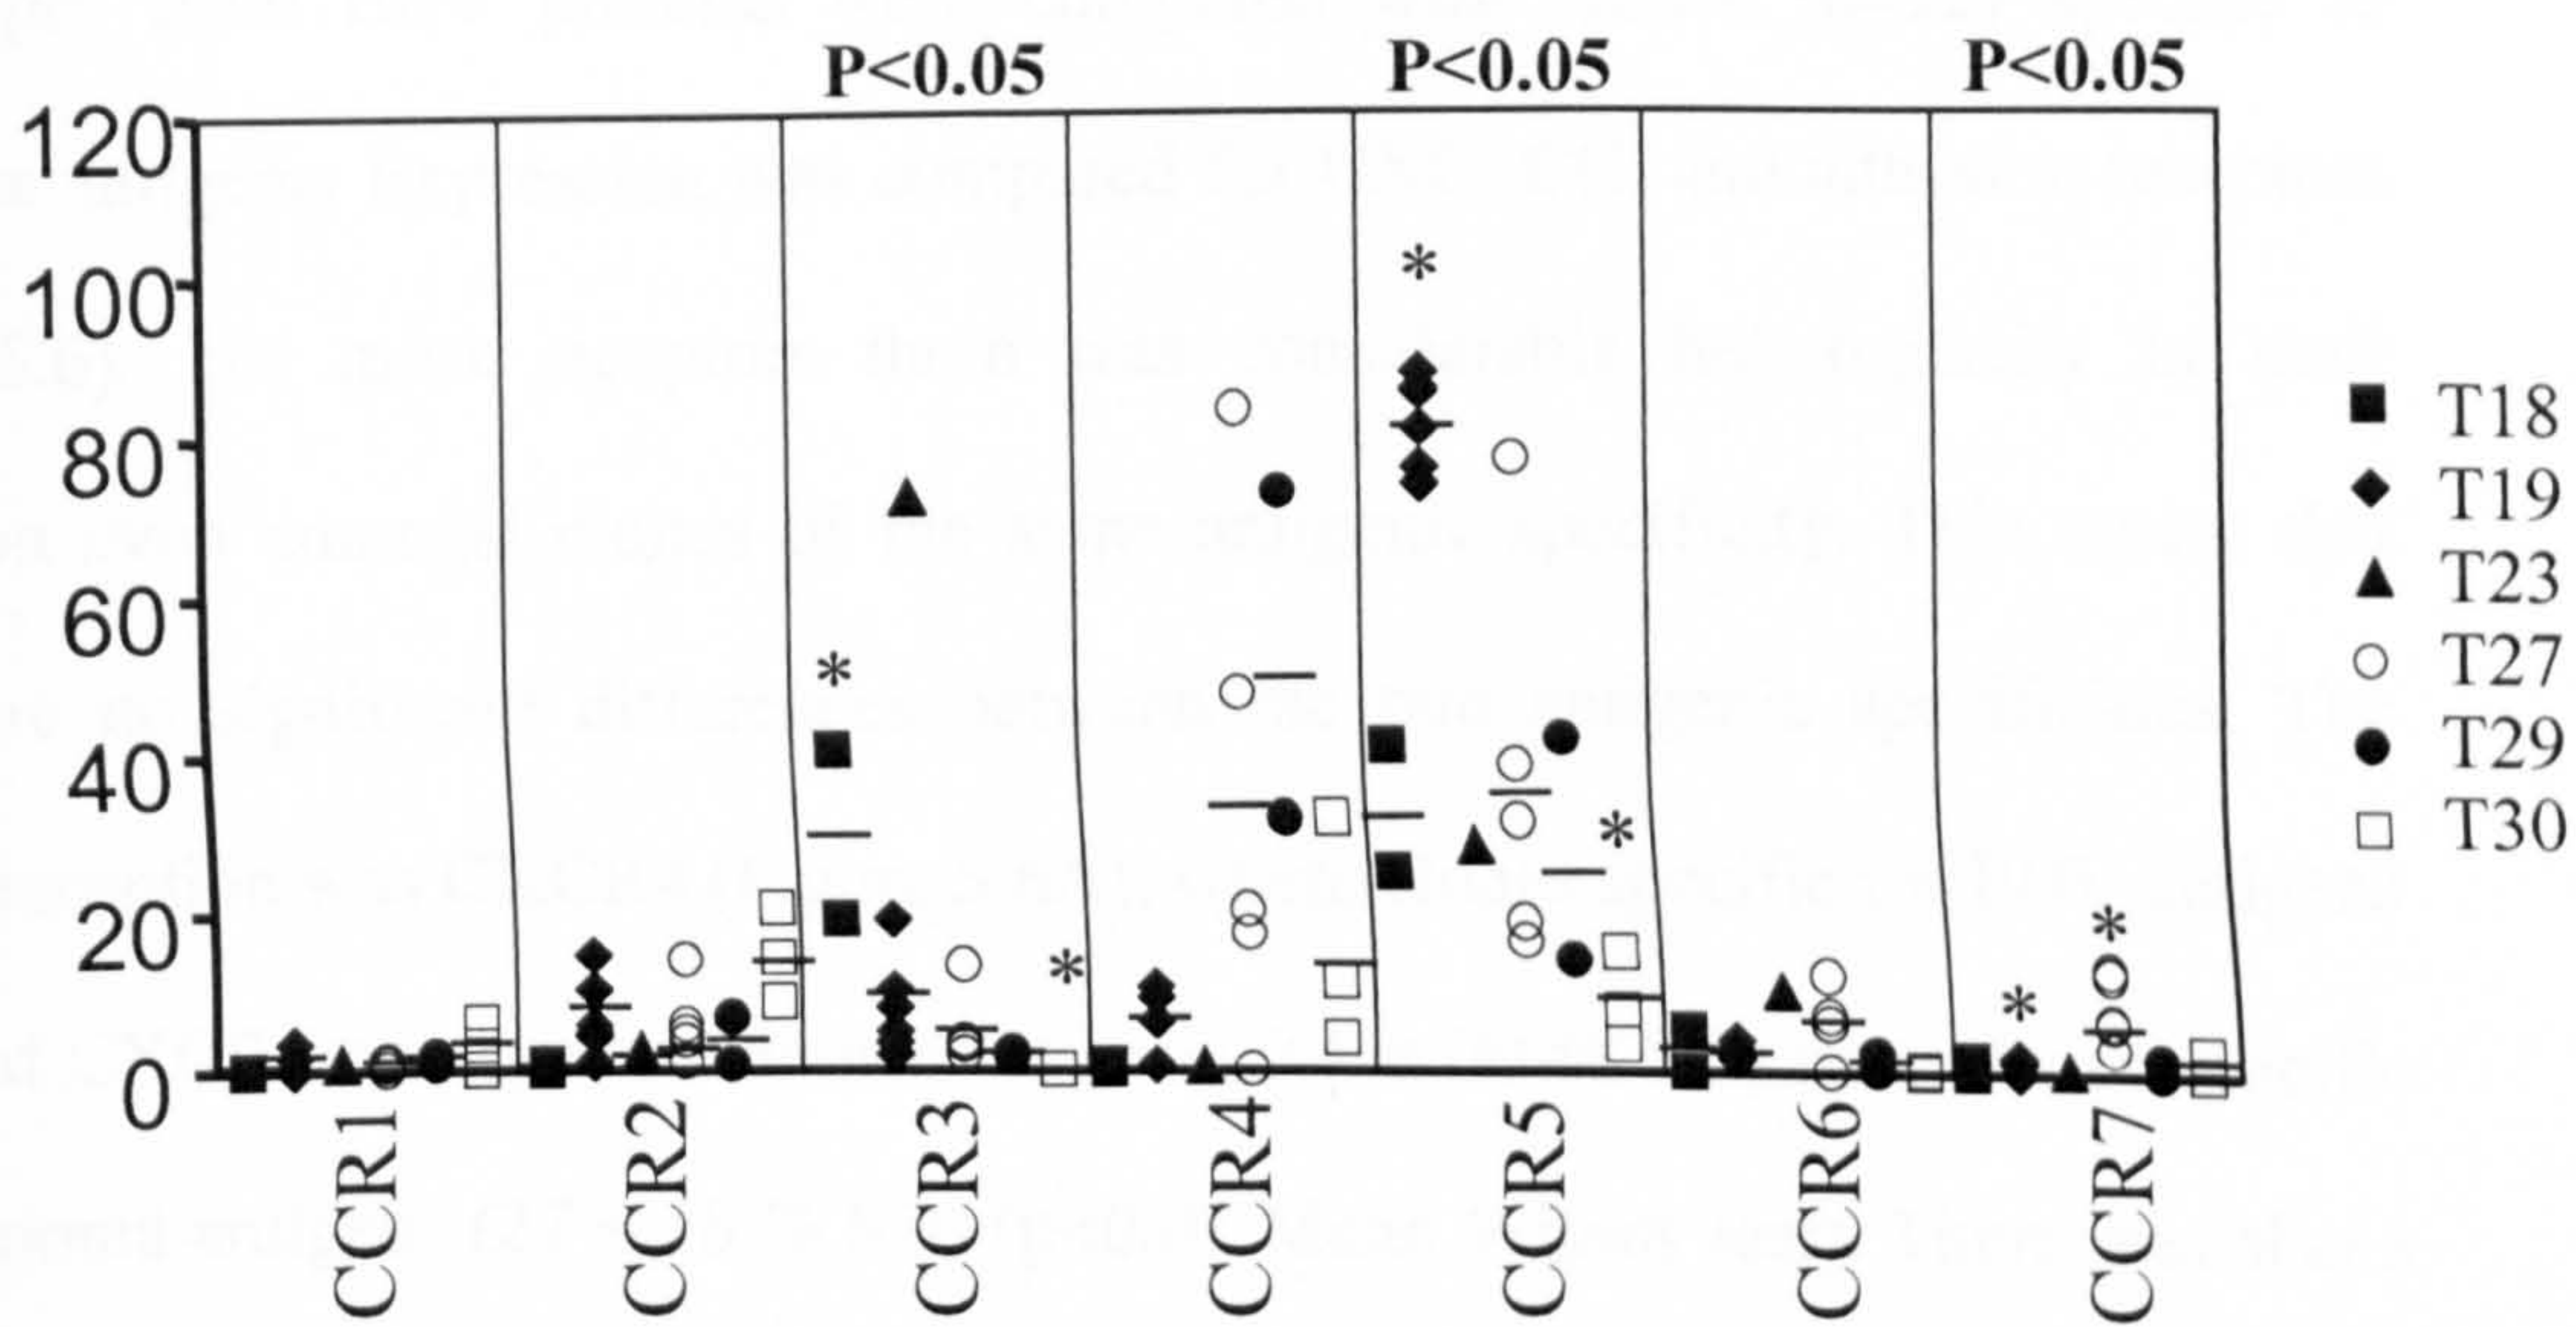 P<0.05 P<0.05 P<0.05
120
100
80
60
40
20
0
* * * * * *
CCR1 CCR2 CCR3 CCR4 CCR5 CCR6 CCR7
T18
T19
T23
T27
T29
T30